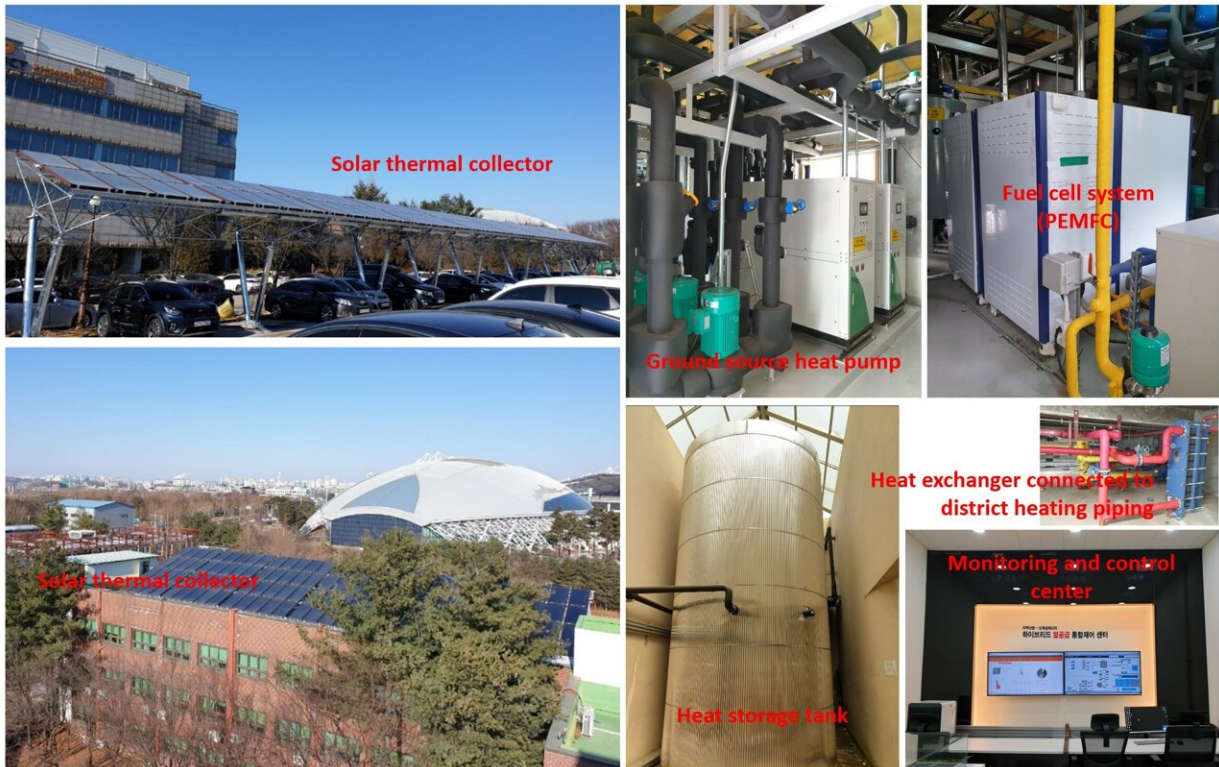 Solar thermal collector
Ground source heat pump
Fuel cell system
(PEMFC)
Solar thermal collector
Heat storage tank
Heat exchanger connected to
district heating piping
Monitoring and control
center
하이브리드 열공급 통합제어 센터